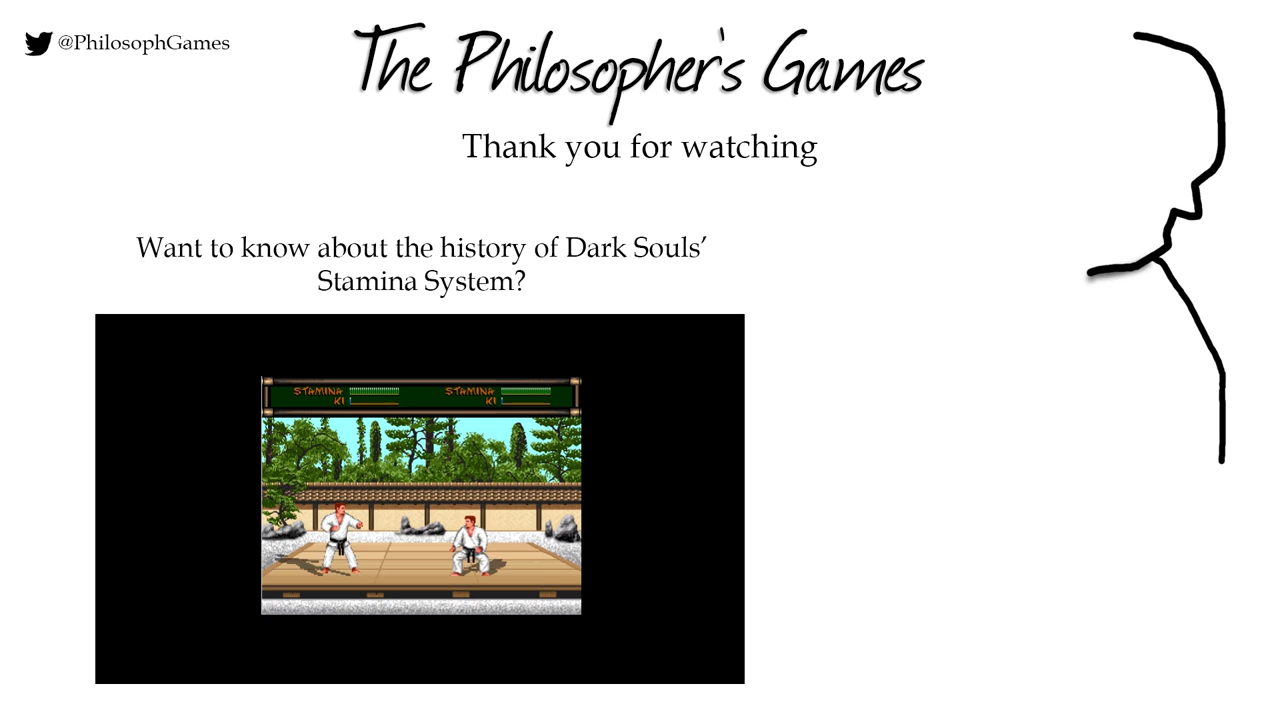 @PhilosophGames
The Philosopher's Games
Thank you for watching
Want to know about the history of Dark Souls’
Stamina System?
STAMINA STAMINA
KI KI